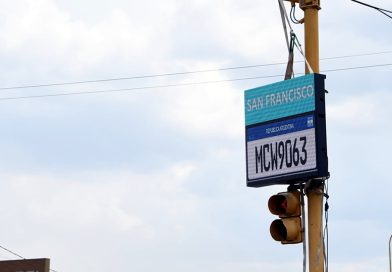 SAN FRANCISCO
REPUBLICA ARGENTINA
MCW9063